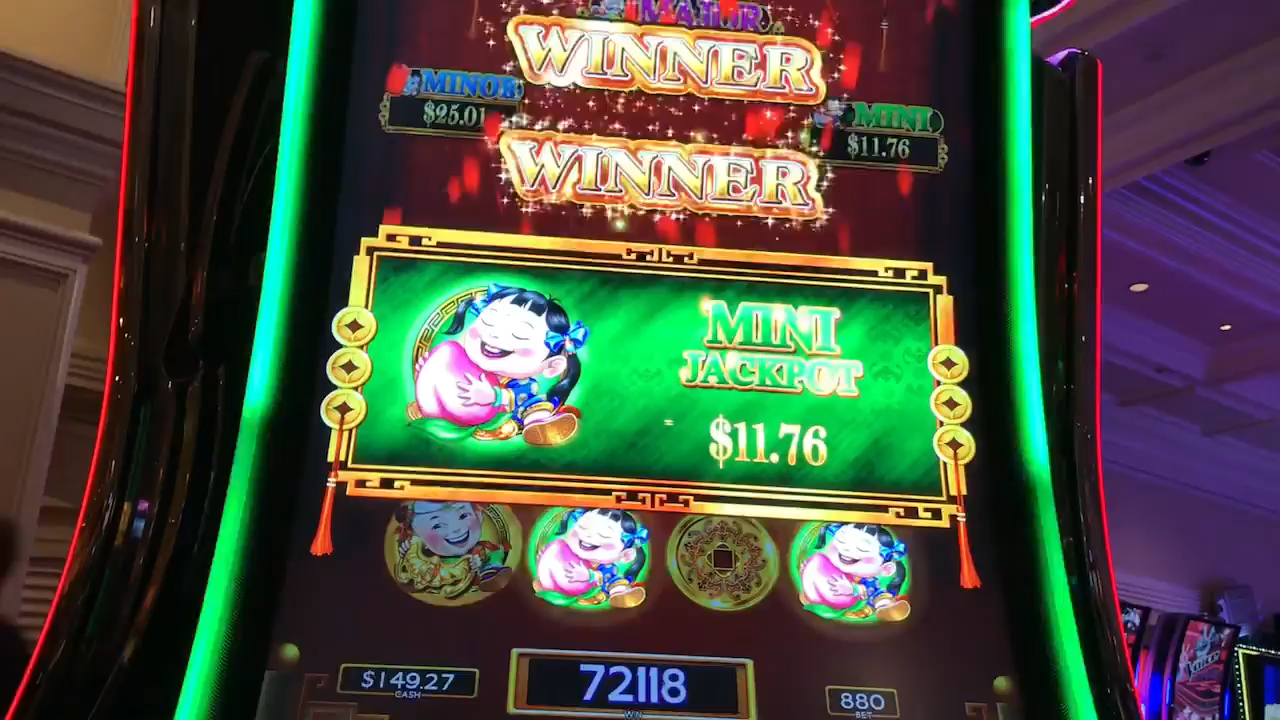 MAJOR
WINNER
MINOR
$25.01
MINI
$11.76
WINNER
MINI
JACKPOT
$11.76
$149.27
CASH
72118
WIN
880
BET